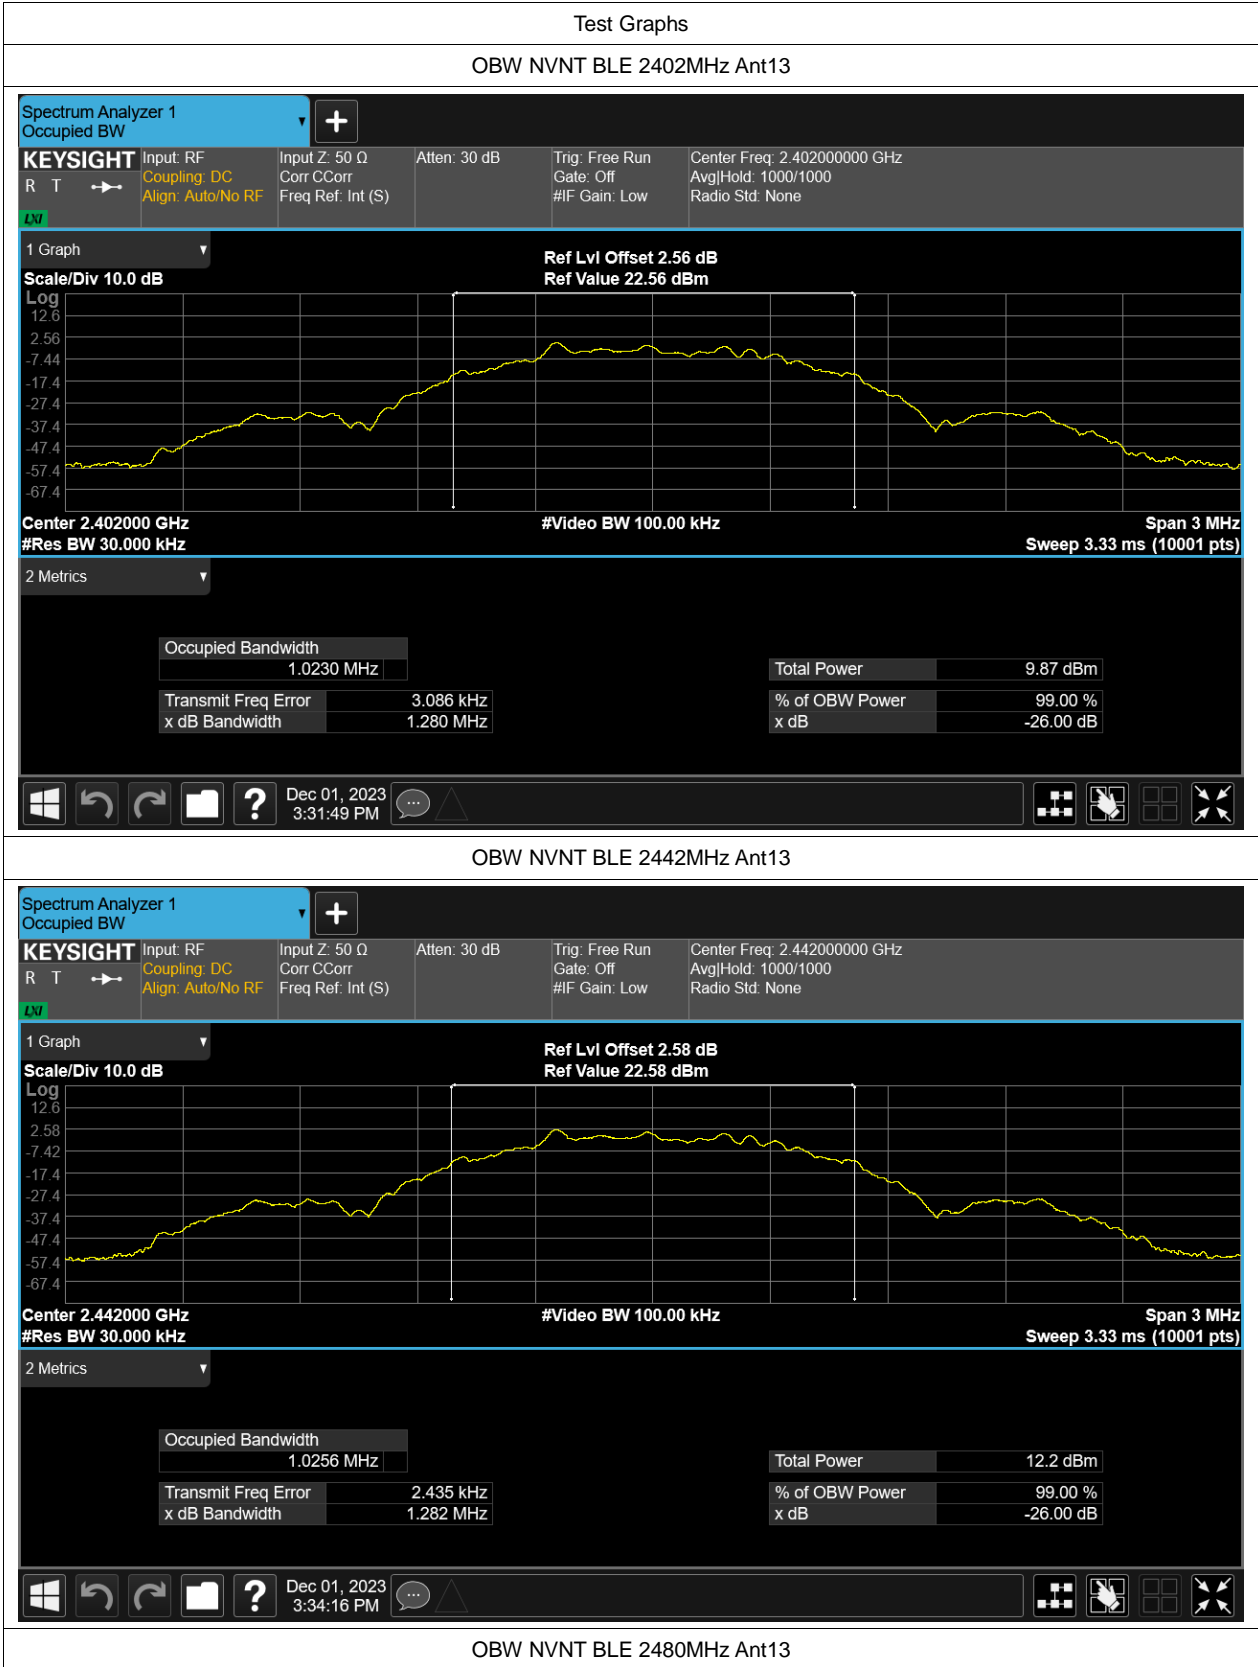 Test Graphs
OBW NVNT BLE 2402MHz Ant13
Spectrum Analyzer 1
Occupied BW
KEYSIGHT
R T
LXI
Input: RF
Coupling: DC
Align: Auto/No RF
Input Z: 50 Ω
Corr CCorr
Freq Ref: Int (S)
Atten: 30 dB
Trig: Free Run
Gate: Off
#IF Gain: Low
Center Freq: 2.402000000 GHz
Avg|Hold: 1000/1000
Radio Std: None
1 Graph
Scale/Div 10.0 dB
Ref Lvl Offset 2.56 dB
Ref Value 22.56 dBm
Log
12.6
2.56
-7.44
-17.4
-27.4
-37.4
-47.4
-57.4
-67.4
Center 2.402000 GHz
#Res BW 30.000 kHz
#Video BW 100.00 kHz
Span 3 MHz
Sweep 3.33 ms (10001 pts)
2 Metrics
Occupied Bandwidth
1.0230 MHz
Transmit Freq Error 3.086 kHz
x dB Bandwidth 1.280 MHz
Total Power 9.87 dBm
% of OBW Power 99.00 %
x dB -26.00 dB
Dec 01, 2023
3:31:49 PM
OBW NVNT BLE 2442MHz Ant13
Spectrum Analyzer 1
Occupied BW
KEYSIGHT
R T
LXI
Input: RF
Coupling: DC
Align: Auto/No RF
Input Z: 50 Ω
Corr CCorr
Freq Ref: Int (S)
Atten: 30 dB
Trig: Free Run
Gate: Off
#IF Gain: Low
Center Freq: 2.442000000 GHz
Avg|Hold: 1000/1000
Radio Std: None
1 Graph
Scale/Div 10.0 dB
Ref Lvl Offset 2.58 dB
Ref Value 22.58 dBm
Log
12.6
2.58
-7.42
-17.4
-27.4
-37.4
-47.4
-57.4
-67.4
Center 2.442000 GHz
#Res BW 30.000 kHz
#Video BW 100.00 kHz
Span 3 MHz
Sweep 3.33 ms (10001 pts)
2 Metrics
Occupied Bandwidth
1.0256 MHz
Transmit Freq Error 2.435 kHz
x dB Bandwidth 1.282 MHz
Total Power 12.2 dBm
% of OBW Power 99.00 %
x dB -26.00 dB
Dec 01, 2023
3:34:16 PM
OBW NVNT BLE 2480MHz Ant13